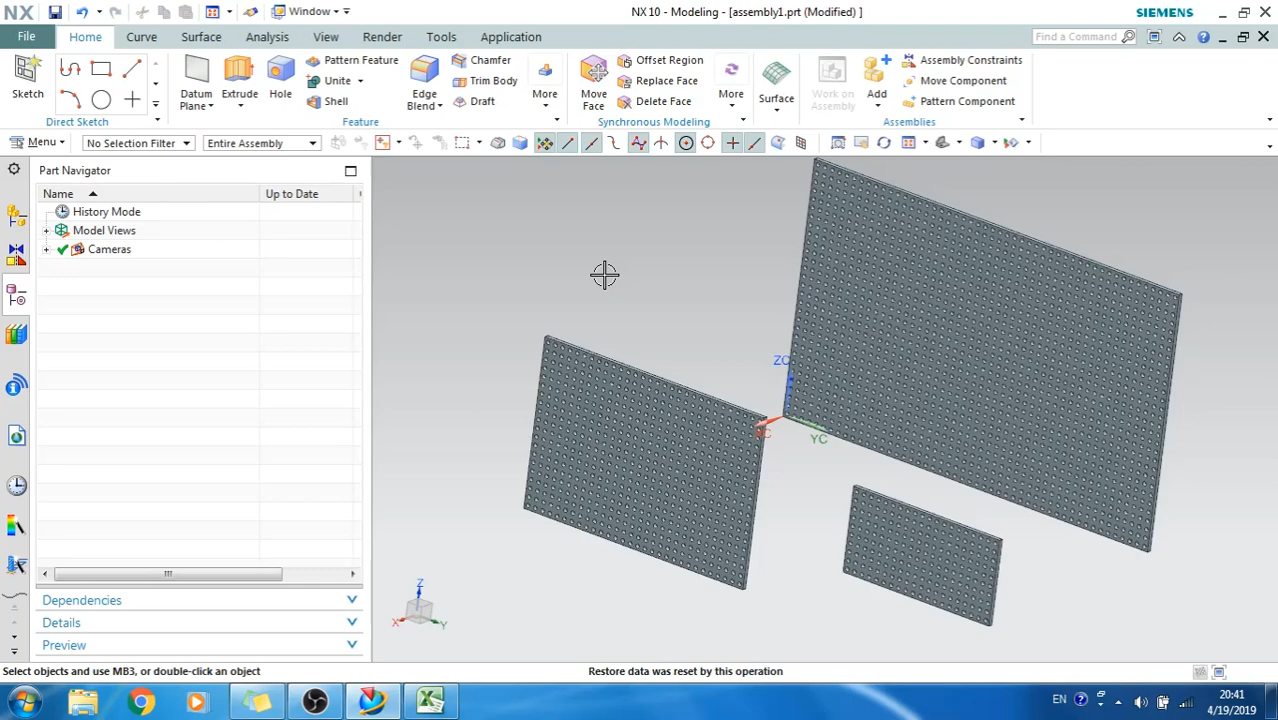 NX
Window
NX 10 - Modeling - [assembly1.prt (Modified) ]
SIEMENS
File
Home
Curve
Surface
Analysis
View
Render
Tools
Application
Find a Command
Sketch
Direct Sketch
Datum
Plane
Extrude
Hole
Pattern Feature
Unite
Shell
Edge
Blend
Chamfer
Trim Body
Draft
More
Feature
Move
Face
Offset Region
Replace Face
Delete Face
More
Synchronous Modeling
Surface
Work on
Assembly
Add
Assembly Constraints
Move Component
Pattern Component
Assemblies
Menu
No Selection Filter
Entire Assembly
Part Navigator
Name
Up to Date
History Mode
Model Views
Cameras
Dependencies
Details
Preview
ZC
XC
YC
Z
X
Y
Select objects and use MB3, or double-click an object
Restore data was reset by this operation
EN
20:41
4/19/2019